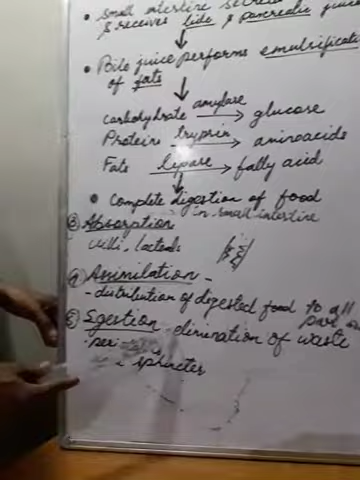 • Small intestine
& receives bile & pancreatic juice
• Bile juice performs emulsificati
of fats
Carbohydrate amylase → glucose
Proteins trypsin → aminoacids
Fats lipase → fatty acid
• Complete digestion of food
in small intestine
③ Absorption
villi, lacteals
④ Assimilation -
- distribution of digested food to all
⑤ Egestion - elimination of waste
sphincter